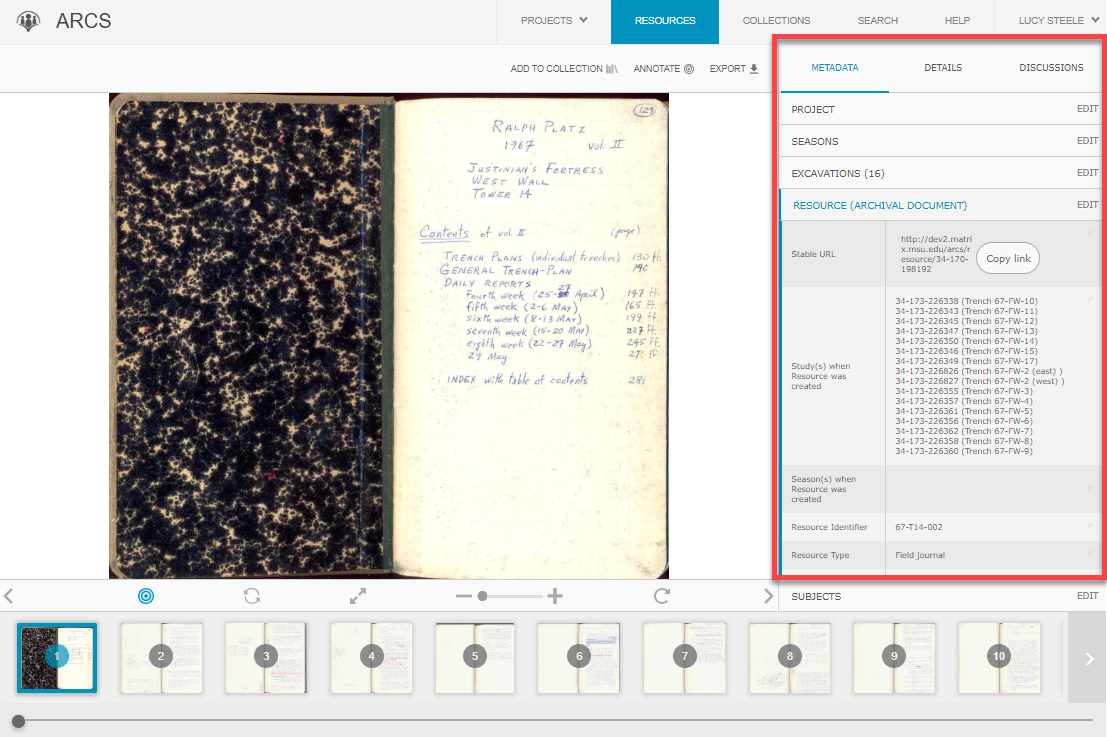 ARCS
PROJECTS
RESOURCES
COLLECTIONS
SEARCH
HELP
LUCY STEELE
ADD TO COLLECTION
ANNOTATE
EXPORT
METADATA
DETAILS
DISCUSSIONS
129
RALPH PLATZ
1967 vol. II
JUSTINIAN'S FORTRESS
WEST WALL
TOWER 14
Contents of vol. II (page)
TRENCH PLANS (individual trenches) 130 ff.
GENERAL TRENCH-PLAN 140
DAILY REPORTS
27
fourth week (25- April) 147 ff.
fifth week (2-6 May) 165 ff.
sixth week (8-13 May) 199 ff.
seventh week (15-20 May) 227 ff.
eighth week (22-27 May) 245 ff.
29 May ff
INDEX with table of contents 281
PROJECT EDIT
SEASONS EDIT
EXCAVATIONS (16) EDIT
RESOURCE (ARCHIVAL DOCUMENT) EDIT
Stable URL
http://dev2.matri
x.msu.edu/arcs/r
esource/34-170-
198192
Copy link
Study(s) when
Resource was
created
34-173-226338 (Trench 67-FW-10)
34-173-226343 (Trench 67-FW-11)
34-173-226345 (Trench 67-FW-12)
34-173-226347 (Trench 67-FW-13)
34-173-226350 (Trench 67-FW-14)
34-173-226346 (Trench 67-FW-15)
34-173-226349 (Trench 67-FW-17)
34-173-226826 (Trench 67-FW-2 (east) )
34-173-226827 (Trench 67-FW-2 (west) )
34-173-226355 (Trench 67-FW-3)
34-173-226357 (Trench 67-FW-4)
34-173-226361 (Trench 67-FW-5)
34-173-226356 (Trench 67-FW-6)
34-173-226362 (Trench 67-FW-7)
34-173-226358 (Trench 67-FW-8)
34-173-226360 (Trench 67-FW-9)
Season(s) when
Resource was
created
Resource Identifier 67-T14-002
Resource Type Field journal
SUBJECTS EDIT
1
2
3
4
5
6
7
8
9
10